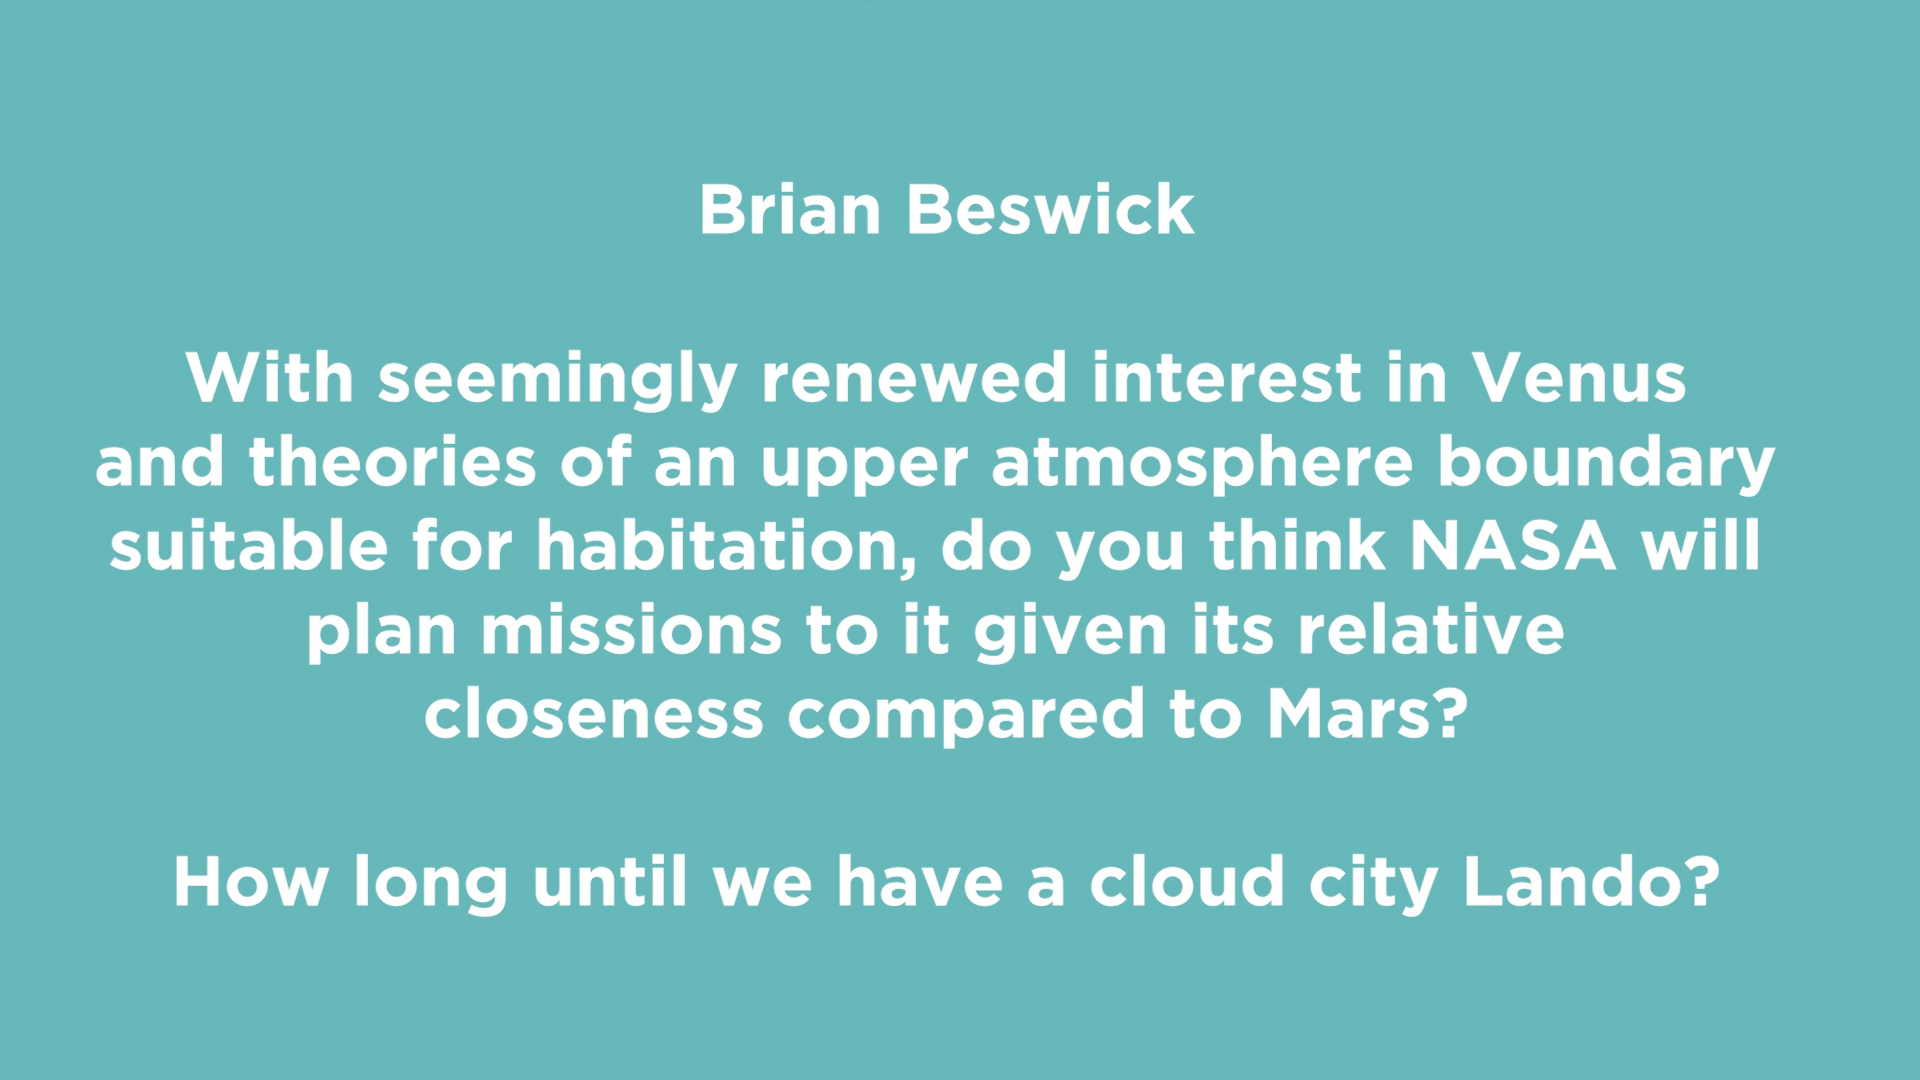 Brian Beswick
With seemingly renewed interest in Venus
and theories of an upper atmosphere boundary
suitable for habitation, do you think NASA will
plan missions to it given its relative
closeness compared to Mars?
How long until we have a cloud city Lando?